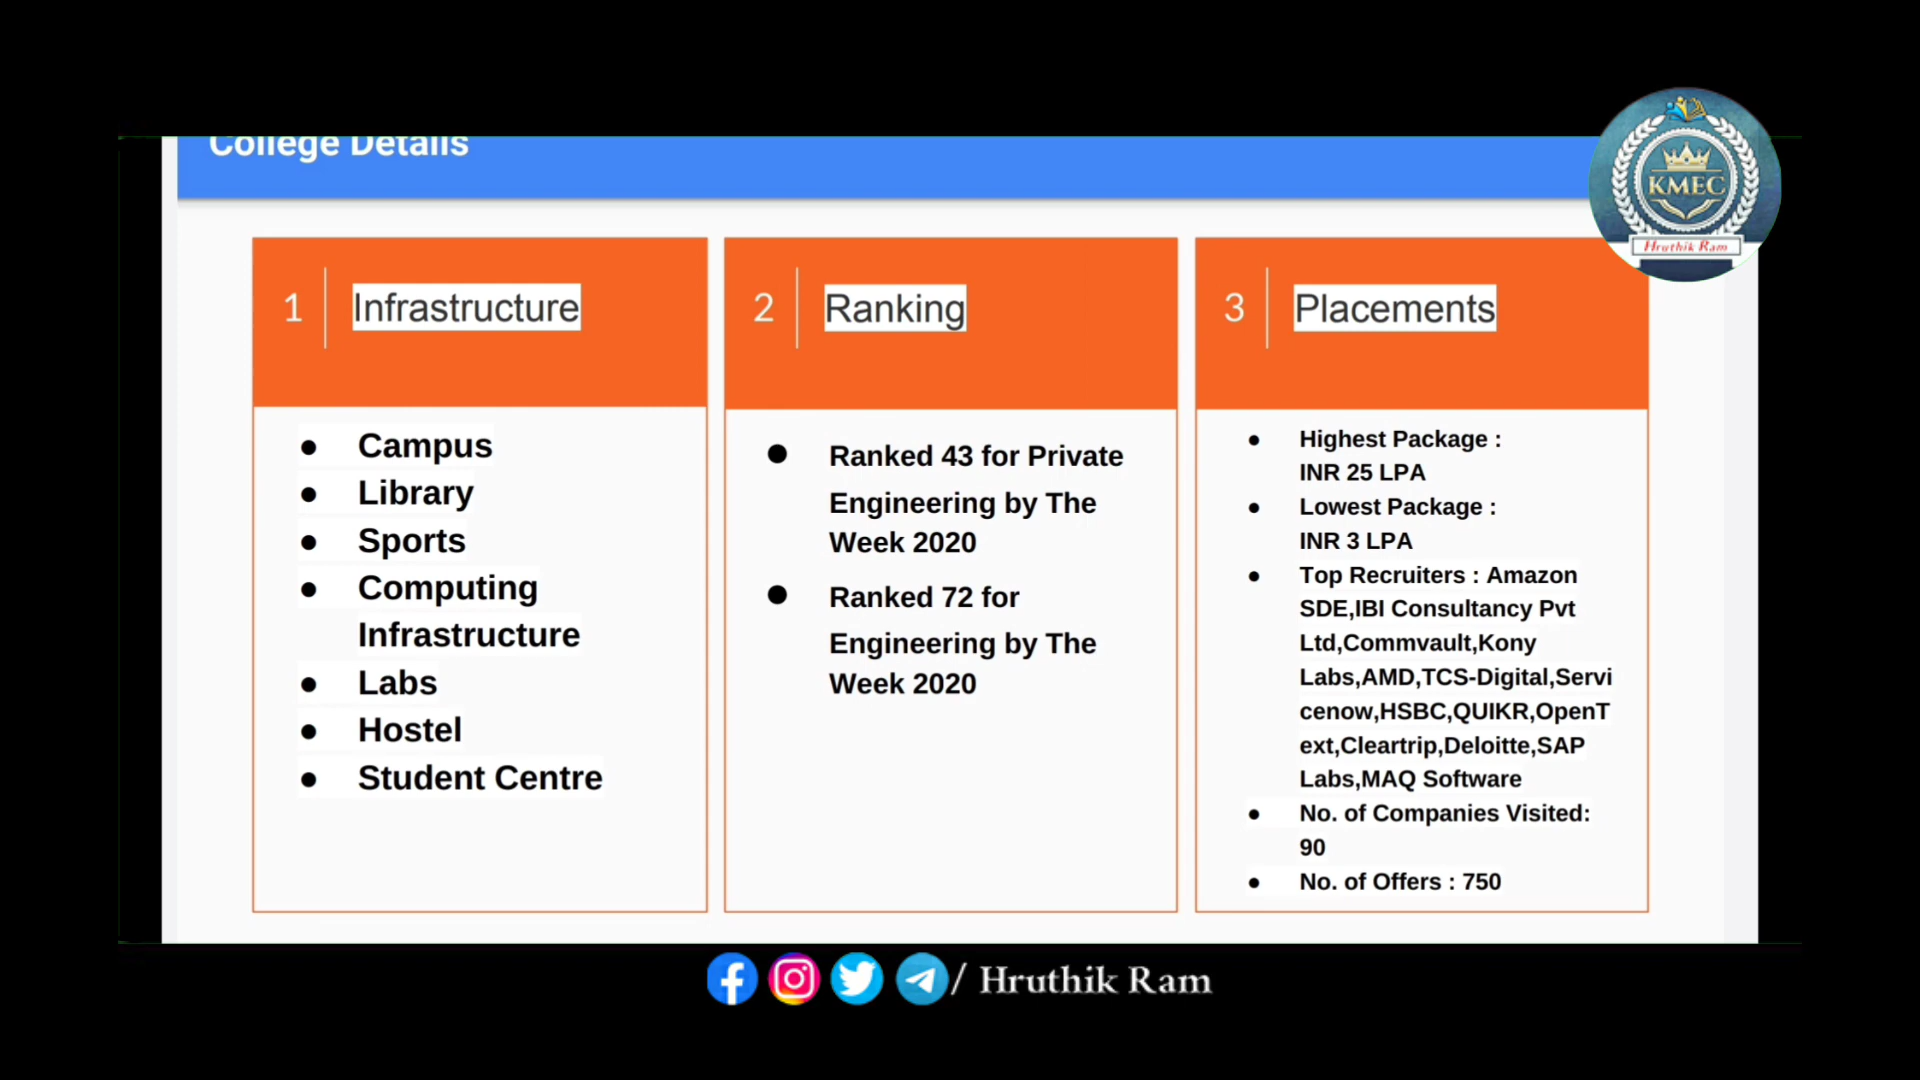 College Details
KMEC
Hruthik Ram
1
Infrastructure
● Campus
● Library
● Sports
● Computing
Infrastructure
● Labs
● Hostel
● Student Centre
2
Ranking
● Ranked 43 for Private
Engineering by The
Week 2020
● Ranked 72 for
Engineering by The
Week 2020
3
Placements
● Highest Package :
INR 25 LPA
● Lowest Package :
INR 3 LPA
● Top Recruiters : Amazon
SDE,IBI Consultancy Pvt
Ltd,Commvault,Kony
Labs,AMD,TCS-Digital,Servi
cenow,HSBC,QUIKR,OpenT
ext,Cleartrip,Deloitte,SAP
Labs,MAQ Software
● No. of Companies Visited:
90
● No. of Offers : 750
/ Hruthik Ram